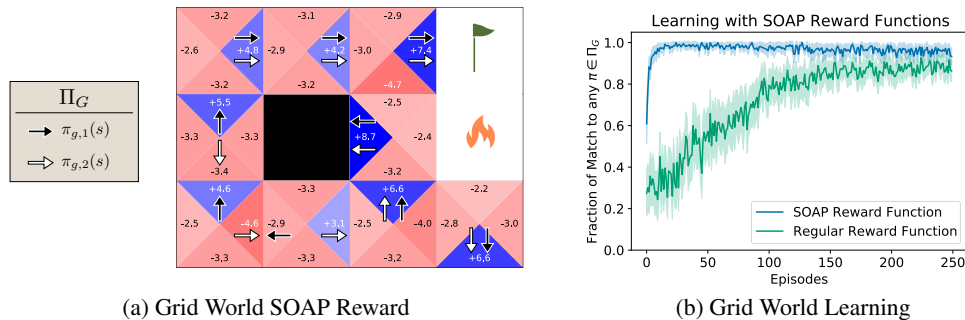 -3.2 -3.1 -2.9
-2.6 +4.8 -2.9 +4.2 -3.0 +7.4
-3.2 -3.2 -4.7
+5.5 -2.5
-3.3 -3.3 +8.7 -2.4
-3.4 -3.2
+4.6 -3.3 +6.6 -2.2
-2.5 -4.6 -2.9 +3.1 -2.5 -4.0 -2.8 -3.0
-3.3 -3.3 -3,2 +6,6
Π_G
π_{g,1}(s)
π_{g,2}(s)
(a) Grid World SOAP Reward
Learning with SOAP Reward Functions
Fraction of Match to any π ∈ Π_G
1.0
0.8
0.6
0.4
0.2
0.0
SOAP Reward Function
Regular Reward Function
0 50 100 150 200 250
Episodes
(b) Grid World Learning